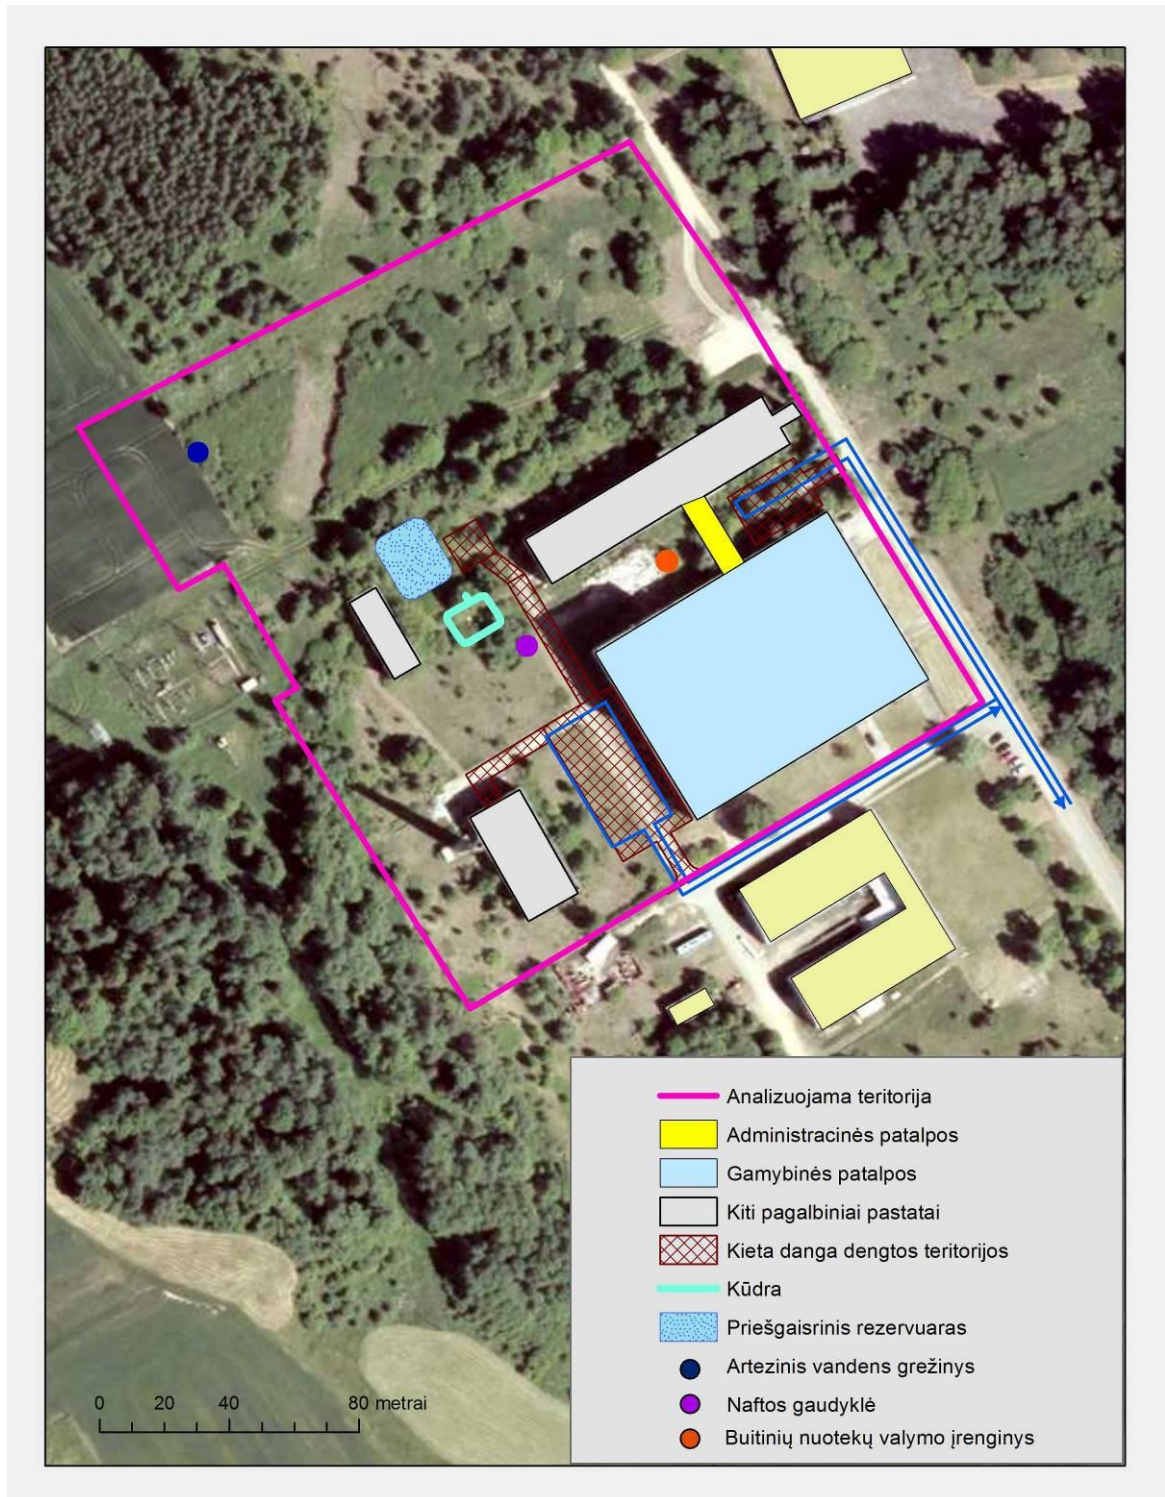 Analizuojama teritorija
Administracinės patalpos
Gamybinės patalpos
Kiti pagalbiniai pastatai
Kieta danga dengtos teritorijos
Kūdra
Priešgaisrinis rezervuaras
Artezinis vandens grežinys
Naftos gaudyklė
Buitinių nuotekų valymo įrenginys
0 20 40 80 metrai